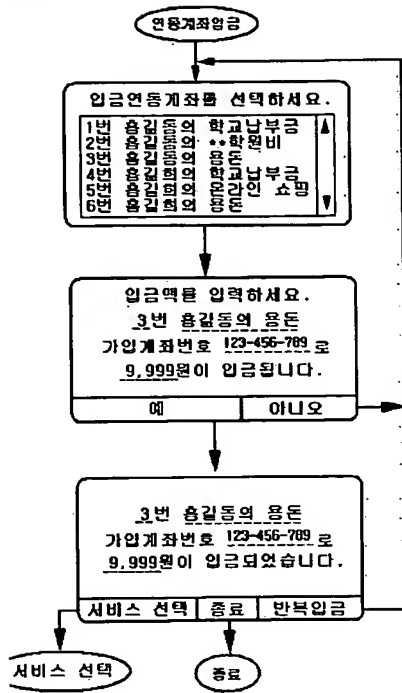 연동계좌입금
입금연동계좌를 선택하세요.
1번 홍길동의 학교납부금
2번 홍길동의 **학원비
3번 홍길동의 용돈
4번 홍길희의 학교납부금
5번 홍길희의 온라인 쇼핑
6번 홍길희의 용돈
입금액을 입력하세요.
3번 홍길동의 용돈
가입계좌번호 123-456-789 로
9,999원이 입금됩니다.
예 아니오
3번 홍길동의 용돈
가입계좌번호 123-456-789 로
9,999원이 입금되었습니다.
서비스 선택 종료 반복입금
서비스 선택 종료